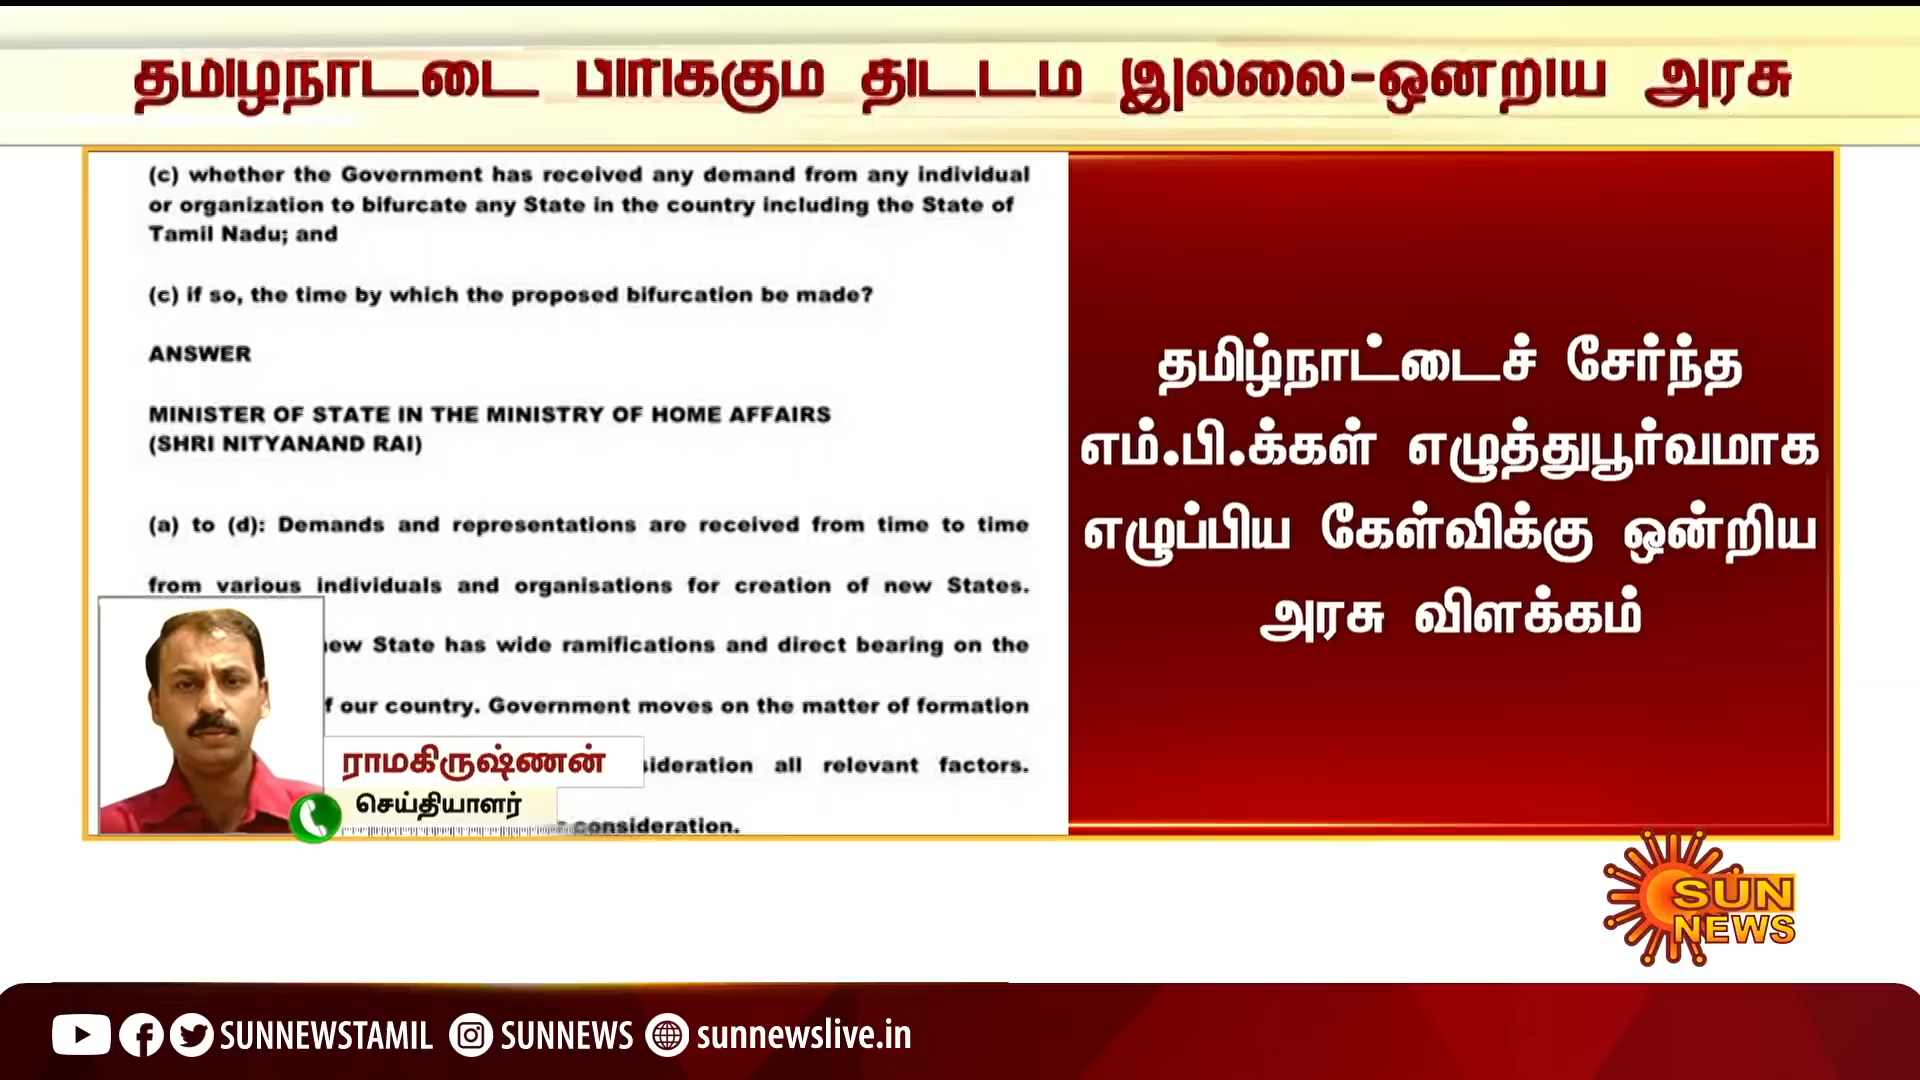 தமிழ்நாட்டை பிரிக்கும் திட்டம் இல்லை-ஒன்றிய அரசு
(c) whether the Government has received any demand from any individual
or organization to bifurcate any State in the country including the State of
Tamil Nadu; and
(c) if so, the time by which the proposed bifurcation be made?
ANSWER
MINISTER OF STATE IN THE MINISTRY OF HOME AFFAIRS
(SHRI NITYANAND RAI)
(a) to (d): Demands and representations are received from time to time
from various individuals and organisations for creation of new States.
new State has wide ramifications and direct bearing on the
f our country. Government moves on the matter of formation
ideration all relevant factors.
consideration.
ராமகிருஷ்ணன்
செய்தியாளர்
தமிழ்நாட்டைச் சேர்ந்த
எம்.பி.க்கள் எழுத்துபூர்வமாக
எழுப்பிய கேள்விக்கு ஒன்றிய
அரசு விளக்கம்
SUN
NEWS
SUNNEWSTAMIL SUNNEWS sunnewslive.in